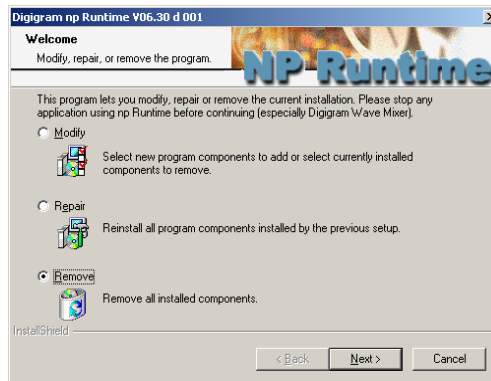 Digigram np Runtime V06.30 d 001
Welcome
Modify, repair, or remove the program.
NP Runtime
This program lets you modify, repair or remove the current installation. Please stop any
application using np Runtime before continuing (especially Digigram Wave Mixer).
Modify
Select new program components to add or select currently installed
components to remove.
Repair
Reinstall all program components installed by the previous setup.
Remove
Remove all installed components.
InstallShield
< Back Next > Cancel